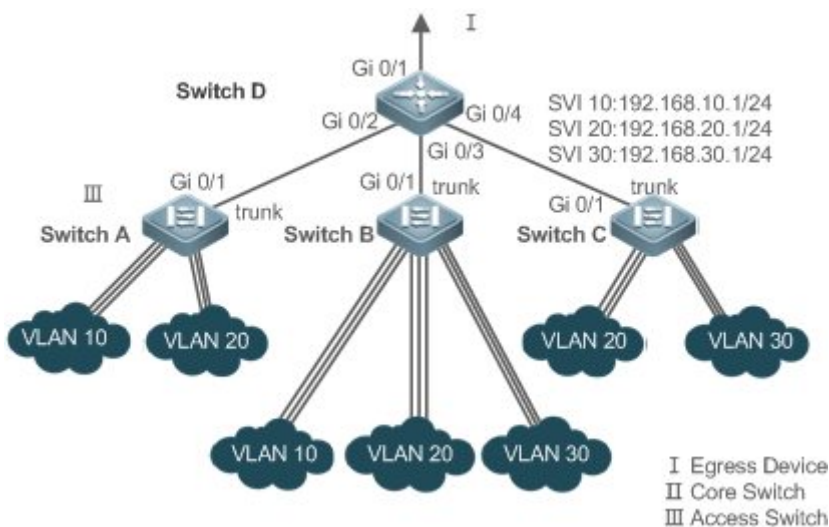 I
Gi 0/1
Switch D
Gi 0/2
Gi 0/4
Gi 0/3
SVI 10:192.168.10.1/24
SVI 20:192.168.20.1/24
SVI 30:192.168.30.1/24
III
Gi 0/1
trunk
Switch A
Gi 0/1
trunk
Switch B
trunk
Gi 0/1
Switch C
VLAN 10
VLAN 20
VLAN 20
VLAN 30
VLAN 10
VLAN 20
VLAN 30
I Egress Device
II Core Switch
III Access Switch